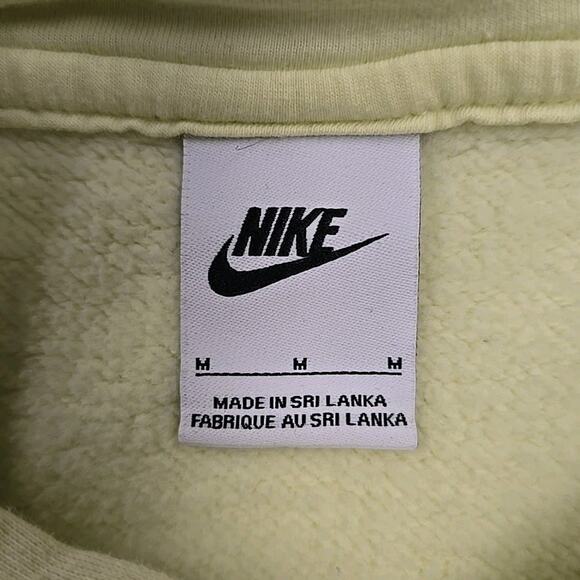 NIKE
M M M
MADE IN SRI LANKA
FABRIQUE AU SRI LANKA